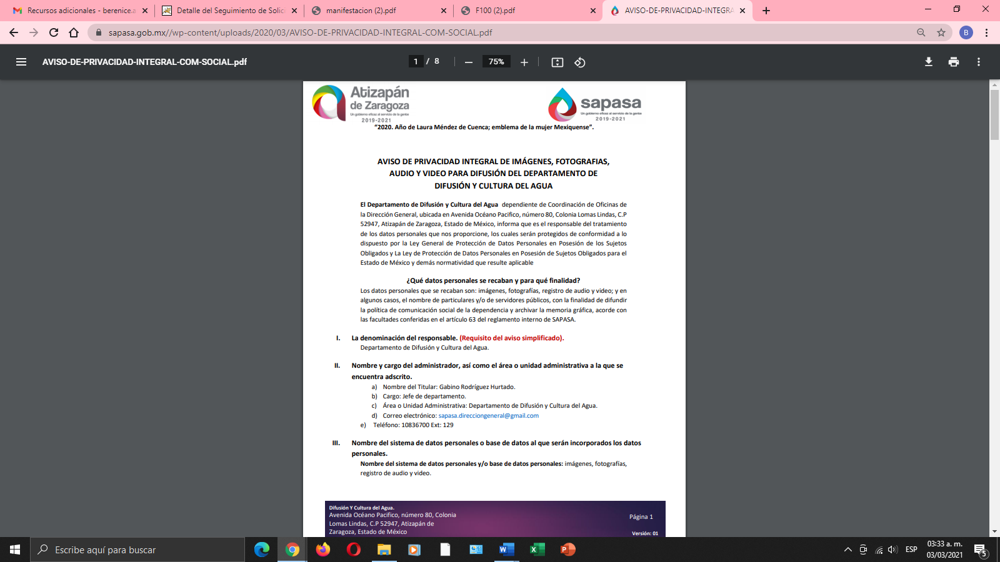 Recursos adicionales - berenice.a
Detalle del Seguimiento de Solici
manifestacion (2).pdf
F100 (2).pdf
AVISO-DE-PRIVACIDAD-INTEGRA
sapasa.gob.mx//wp-content/uploads/2020/03/AVISO-DE-PRIVACIDAD-INTEGRAL-COM-SOCIAL.pdf
B
AVISO-DE-PRIVACIDAD-INTEGRAL-COM-SOCIAL.pdf
1 / 8
75%
Atizapán
de Zaragoza
Un gobierno eficaz al servicio de la gente
2019-2021
sapasa
Un gobierno eficaz al servicio de la gente
2019-2021
“2020. Año de Laura Méndez de Cuenca; emblema de la mujer Mexiquense”.
AVISO DE PRIVACIDAD INTEGRAL DE IMÁGENES, FOTOGRAFIAS,
AUDIO Y VIDEO PARA DIFUSIÓN DEL DEPARTAMENTO DE
DIFUSIÓN Y CULTURA DEL AGUA
El Departamento de Difusión y Cultura del Agua dependiente de Coordinación de Oficinas de
la Dirección General, ubicada en Avenida Océano Pacifico, número 80, Colonia Lomas Lindas, C.P
52947, Atizapán de Zaragoza, Estado de México, informa que es el responsable del tratamiento
de los datos personales que nos proporcione, los cuales serán protegidos de conformidad a lo
dispuesto por la Ley General de Protección de Datos Personales en Posesión de los Sujetos
Obligados y La Ley de Protección de Datos Personales en Posesión de Sujetos Obligados para el
Estado de México y demás normatividad que resulte aplicable
¿Qué datos personales se recaban y para qué finalidad?
Los datos personales que se recaban son: imágenes, fotografías, registro de audio y video; y en
algunos casos, el nombre de particulares y/o de servidores públicos, con la finalidad de difundir
la política de comunicación social de la dependencia y archivar la memoria gráfica, acorde con
las facultades conferidas en el artículo 63 del reglamento interno de SAPASA.
I. La denominación del responsable. (Requisito del aviso simplificado).
Departamento de Difusión y Cultura del Agua.
II. Nombre y cargo del administrador, así como el área o unidad administrativa a la que se
encuentra adscrito.
a) Nombre del Titular: Gabino Rodríguez Hurtado.
b) Cargo: Jefe de departamento.
c) Área o Unidad Administrativa: Departamento de Difusión y Cultura del Agua.
d) Correo electrónico: sapasa.direcciongeneral@gmail.com
e) Teléfono: 10836700 Ext: 129
III. Nombre del sistema de datos personales o base de datos al que serán incorporados los datos
personales.
Nombre del sistema de datos personales y/o base de datos personales: imágenes, fotografías,
registro de audio y video.
Difusión Y Cultura del Agua.
Avenida Océano Pacifico, número 80, Colonia
Lomas Lindas, C.P 52947, Atizapán de
Zaragoza, Estado de México
Página 1
Versión: 01
Escribe aquí para buscar
ESP
03:33 a. m.
03/03/2021
5